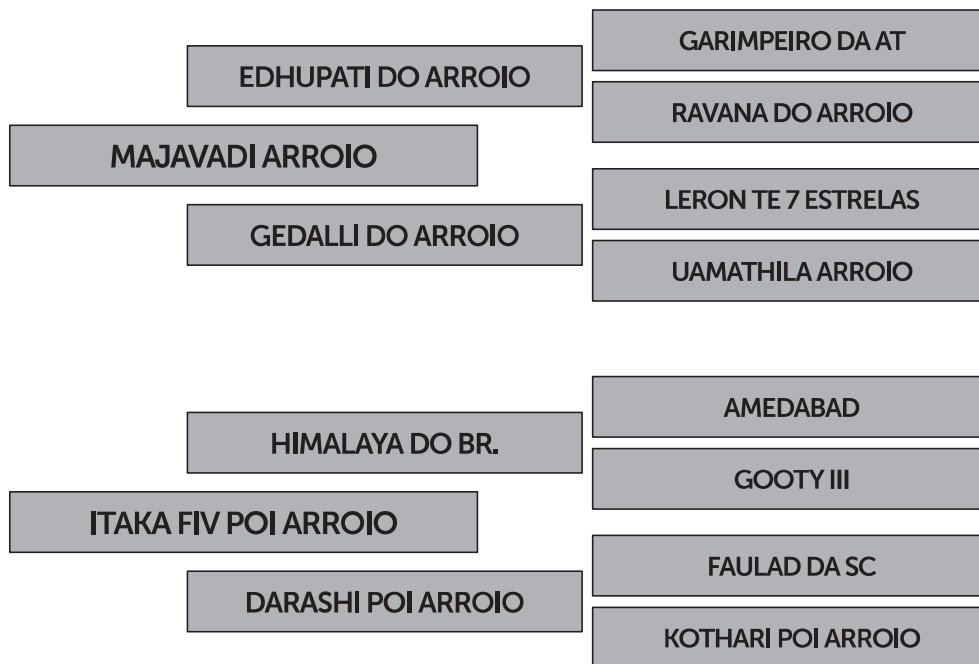 GARIMPEIRO DA AT
EDHUPATI DO ARROIO
RAVANA DO ARROIO
MAJAVADI ARROIO
LERON TE 7 ESTRELAS
GEDALLI DO ARROIO
UAMATHILA ARROIO
AMEDABAD
HIMALAYA DO BR.
GOOTY III
ITAKA FIV POI ARROIO
FAULAD DA SC
DARASHI POI ARROIO
KOTHARI POI ARROIO